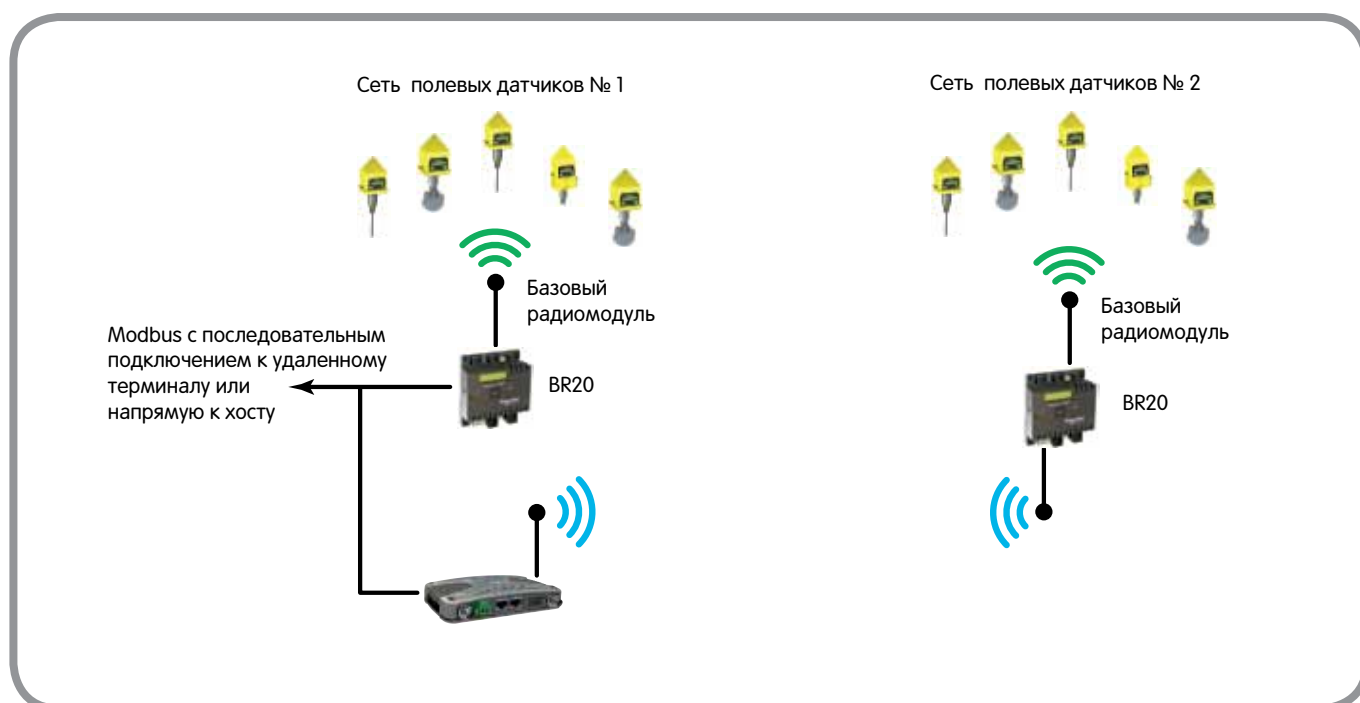 Сеть полевых датчиков № 1
Сеть полевых датчиков № 2
Базовый
радиомодуль
Modbus с последовательным
подключением к удаленному
терминалу или
напрямую к хосту
BR20
Базовый
радиомодуль
BR20